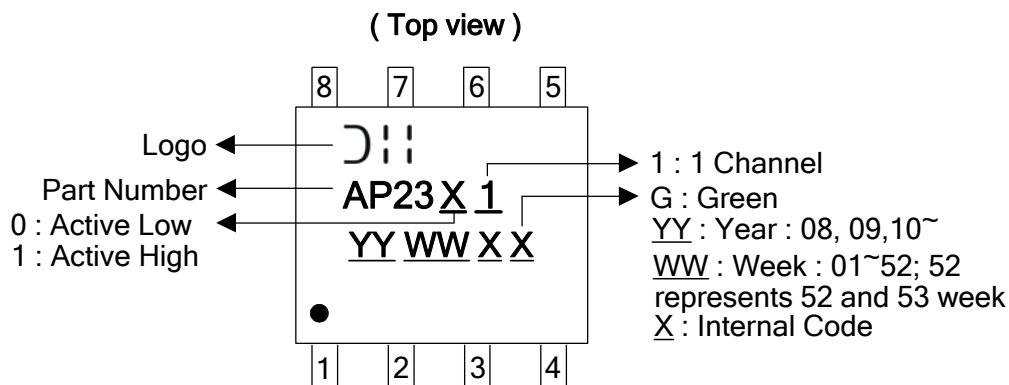 ( Top view )
8 7 6 5
Logo
Part Number
0 : Active Low
1 : Active High
AP23 X 1
YY WW X X
1 : 1 Channel
G : Green
YY : Year : 08, 09,10~
WW : Week : 01~52; 52
represents 52 and 53 week
X : Internal Code
1 2 3 4